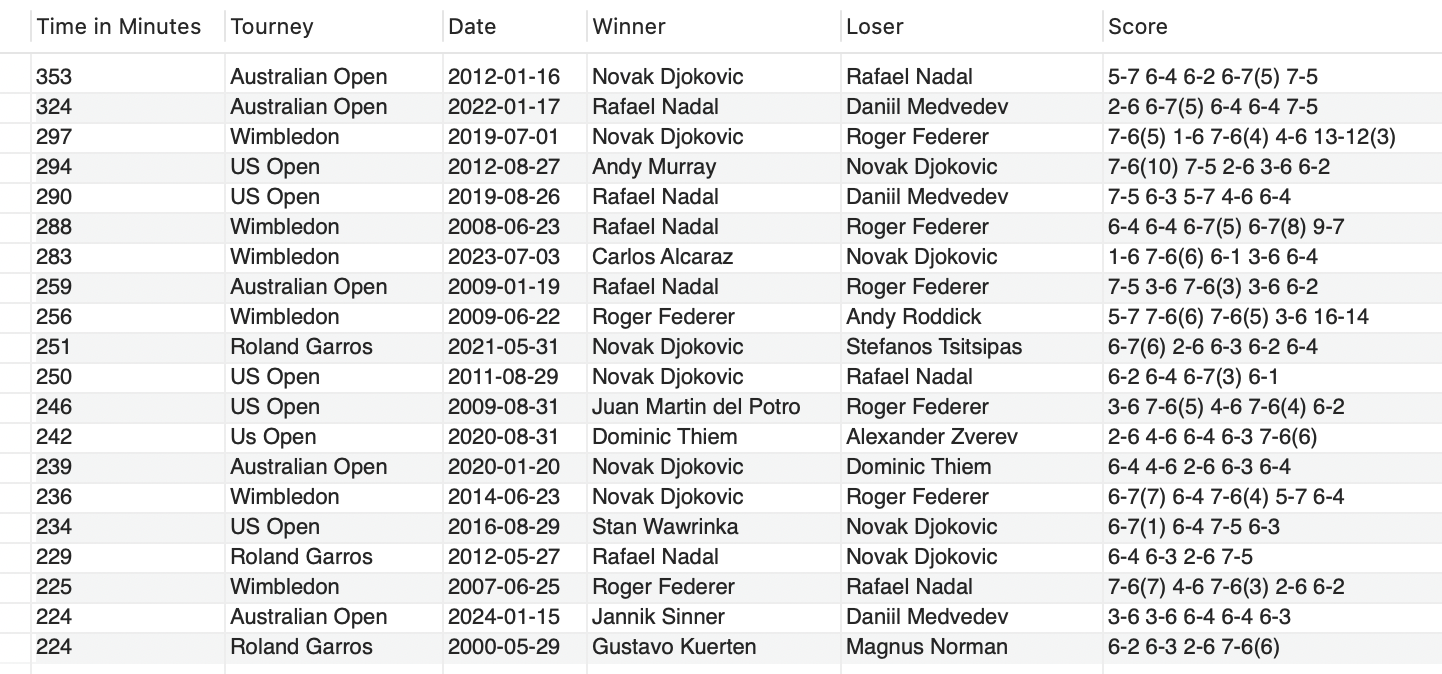 Time in Minutes Tourney Date Winner Loser Score
353 Australian Open 2012-01-16 Novak Djokovic Rafael Nadal 5-7 6-4 6-2 6-7(5) 7-5
324 Australian Open 2022-01-17 Rafael Nadal Daniil Medvedev 2-6 6-7(5) 6-4 6-4 7-5
297 Wimbledon 2019-07-01 Novak Djokovic Roger Federer 7-6(5) 1-6 7-6(4) 4-6 13-12(3)
294 US Open 2012-08-27 Andy Murray Novak Djokovic 7-6(10) 7-5 2-6 3-6 6-2
290 US Open 2019-08-26 Rafael Nadal Daniil Medvedev 7-5 6-3 5-7 4-6 6-4
288 Wimbledon 2008-06-23 Rafael Nadal Roger Federer 6-4 6-4 6-7(5) 6-7(8) 9-7
283 Wimbledon 2023-07-03 Carlos Alcaraz Novak Djokovic 1-6 7-6(6) 6-1 3-6 6-4
259 Australian Open 2009-01-19 Rafael Nadal Roger Federer 7-5 3-6 7-6(3) 3-6 6-2
256 Wimbledon 2009-06-22 Roger Federer Andy Roddick 5-7 7-6(6) 7-6(5) 3-6 16-14
251 Roland Garros 2021-05-31 Novak Djokovic Stefanos Tsitsipas 6-7(6) 2-6 6-3 6-2 6-4
250 US Open 2011-08-29 Novak Djokovic Rafael Nadal 6-2 6-4 6-7(3) 6-1
246 US Open 2009-08-31 Juan Martin del Potro Roger Federer 3-6 7-6(5) 4-6 7-6(4) 6-2
242 Us Open 2020-08-31 Dominic Thiem Alexander Zverev 2-6 4-6 6-4 6-3 7-6(6)
239 Australian Open 2020-01-20 Novak Djokovic Dominic Thiem 6-4 4-6 2-6 6-3 6-4
236 Wimbledon 2014-06-23 Novak Djokovic Roger Federer 6-7(7) 6-4 7-6(4) 5-7 6-4
234 US Open 2016-08-29 Stan Wawrinka Novak Djokovic 6-7(1) 6-4 7-5 6-3
229 Roland Garros 2012-05-27 Rafael Nadal Novak Djokovic 6-4 6-3 2-6 7-5
225 Wimbledon 2007-06-25 Roger Federer Rafael Nadal 7-6(7) 4-6 7-6(3) 2-6 6-2
224 Australian Open 2024-01-15 Jannik Sinner Daniil Medvedev 3-6 3-6 6-4 6-4 6-3
224 Roland Garros 2000-05-29 Gustavo Kuerten Magnus Norman 6-2 6-3 2-6 7-6(6)